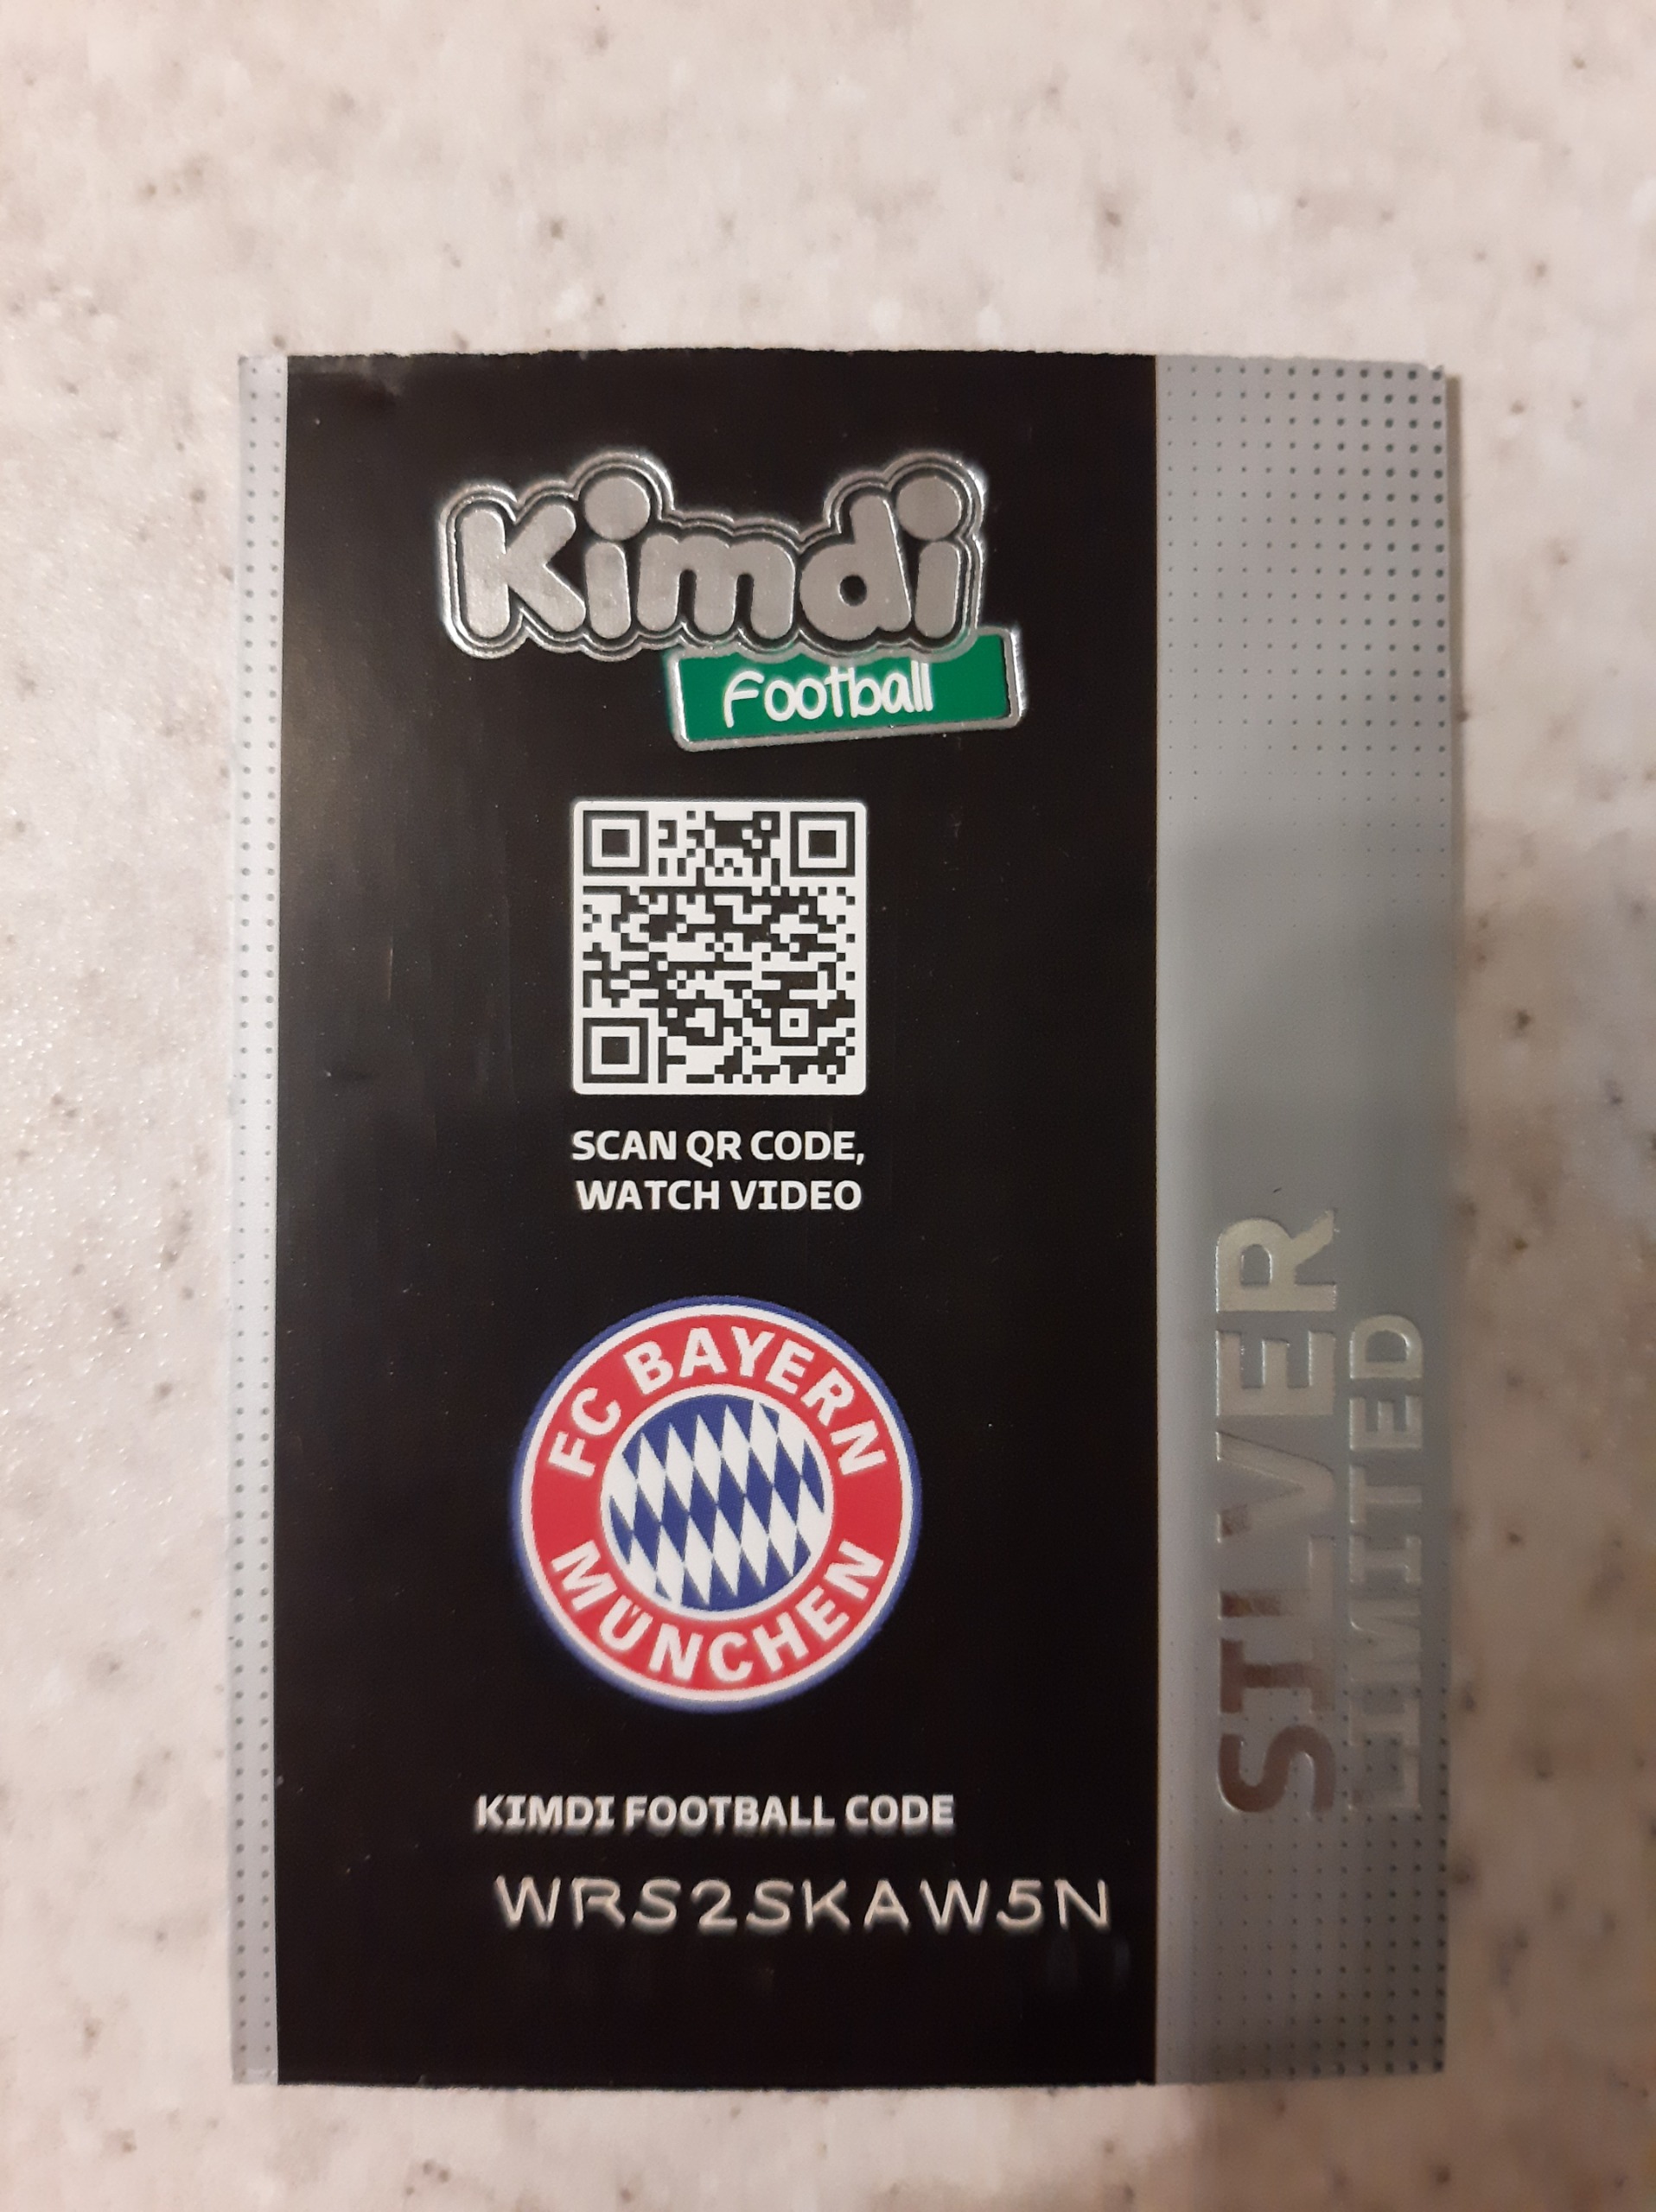 Kimdi
Football
SCAN QR CODE,
WATCH VIDEO
FC BAYERN
MÜNCHEN
KIMDI FOOTBALL CODE
WRS2SKAW5N
SILVER
LIMITED